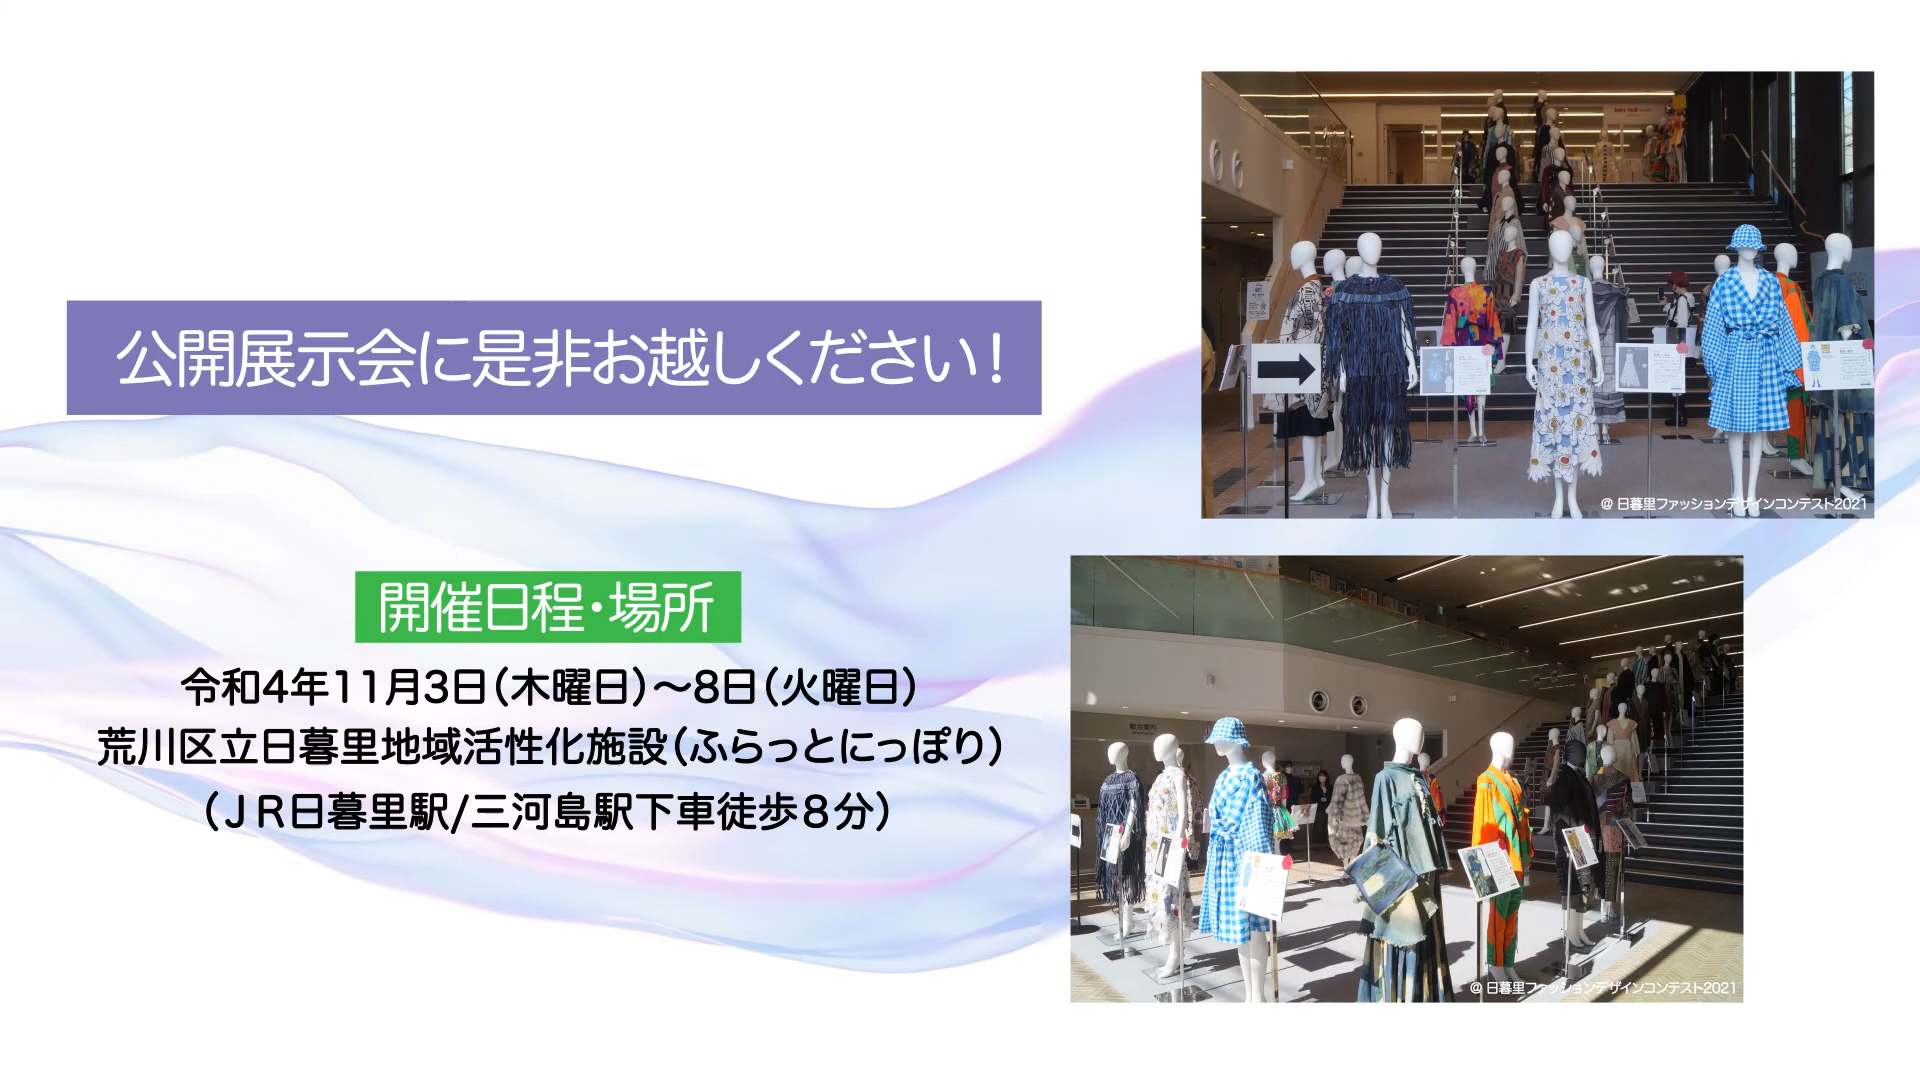 公開展示会に是非お越しください！
開催日程・場所
令和4年11月3日（木曜日）～8日（火曜日）
荒川区立日暮里地域活性化施設（ふらっとにっぽり）
（ＪＲ日暮里駅/三河島駅下車徒歩８分）
@ 日暮里ファッションデザインコンテスト2021
総合案内
@ 日暮里ファッションデザインコンテスト2021